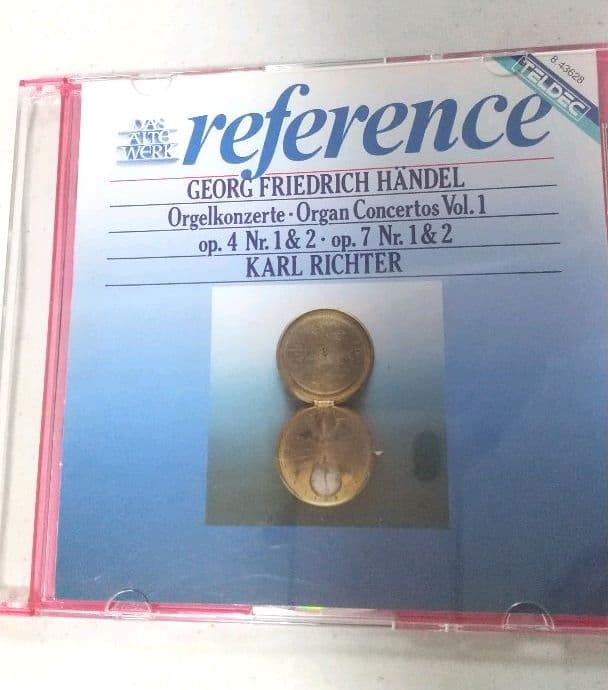 8.43628
TELDEC
DAS
ALTE
WERK
reference
GEORG FRIEDRICH HÄNDEL
Orgelkonzerte · Organ Concertos Vol. 1
op. 4 Nr. 1 & 2 · op. 7 Nr. 1 & 2
KARL RICHTER